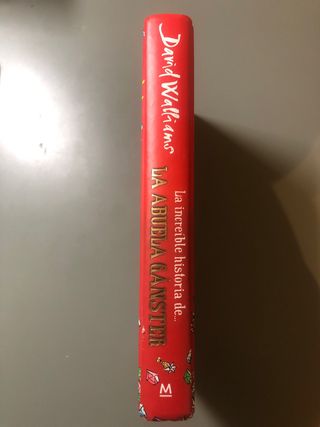 David Walliams
La increíble historia de...
LA ABUELA GÁNSTER
M